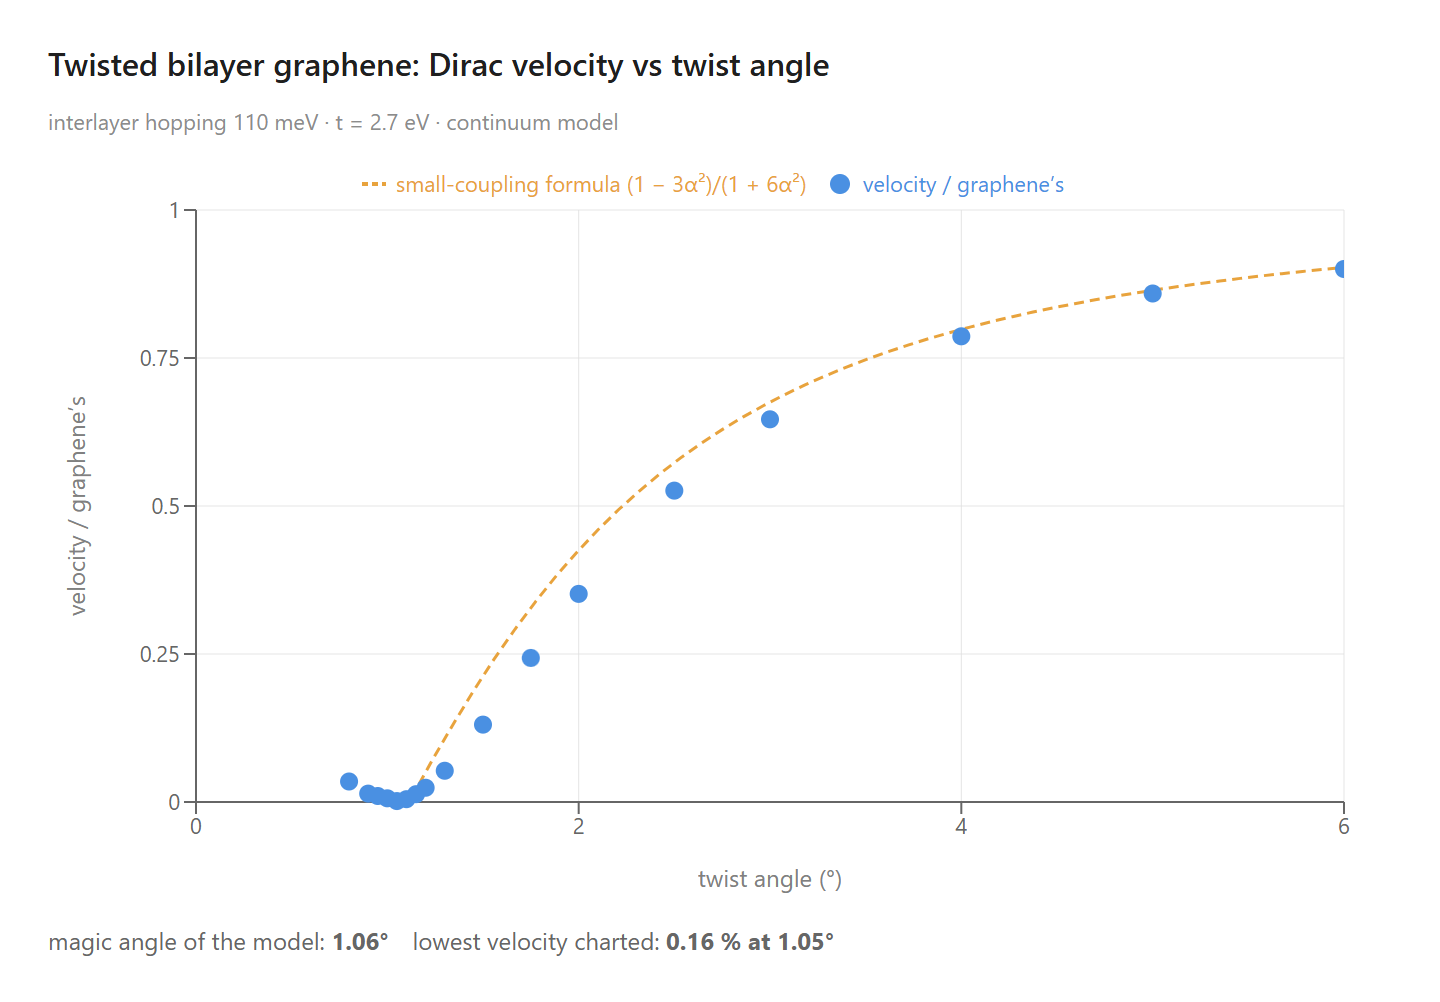 Twisted bilayer graphene: Dirac velocity vs twist angle
interlayer hopping 110 meV · t = 2.7 eV · continuum model
small-coupling formula (1 − 3α²)/(1 + 6α²)
velocity / graphene’s
1
0.75
0.5
0.25
0
velocity / graphene’s
0
2
4
6
twist angle (°)
magic angle of the model: 1.06° lowest velocity charted: 0.16 % at 1.05°